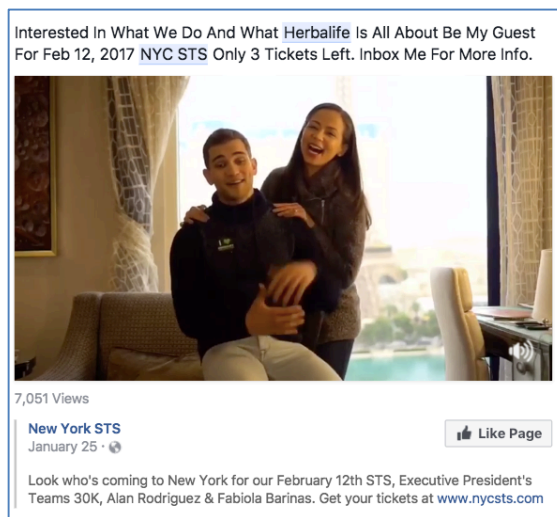 Interested In What We Do And What Herbalife Is All About Be My Guest
For Feb 12, 2017 NYC STS Only 3 Tickets Left. Inbox Me For More Info.
7,051 Views
New York STS
January 25 ·
Like Page
Look who's coming to New York for our February 12th STS, Executive President's
Teams 30K, Alan Rodriguez & Fabiola Barinas. Get your tickets at www.nycsts.com